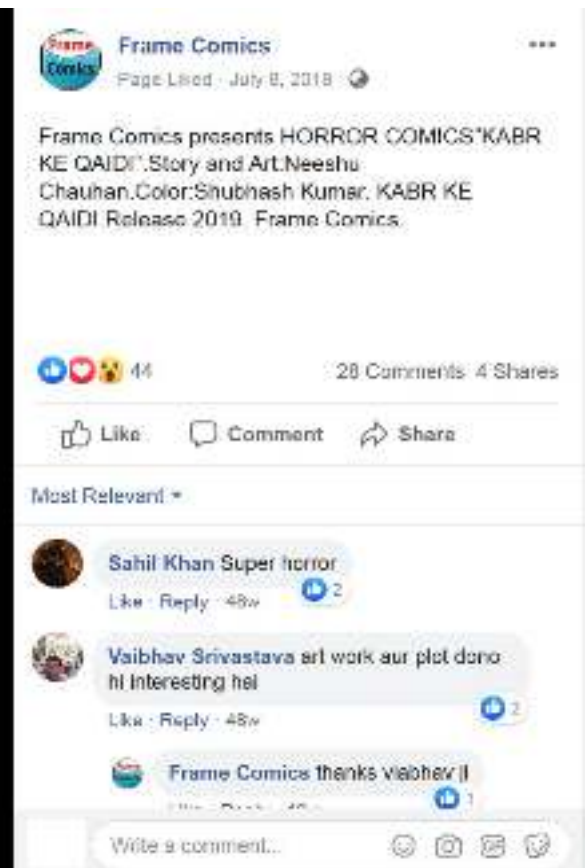 Frame Comics
Frame Comics
Page Liked · July 8, 2018
Frame Comics presents HORROR COMICS"KABR
KE QAIDI".Story and Art:Neeshu
Chauhan.Color:Shubhash Kumar. KABR KE
QAIDI Release 2019. Frame Comics.
44
28 Comments 4 Shares
Like Comment Share
Most Relevant
Sahil Khan Super horror
2
Like · Reply · 48w
Vaibhav Srivastava art work aur plot dono
hi interesting hai
2
Like · Reply · 48w
Frame Comics thanks viabhav ji
1
Write a comment...
GIF